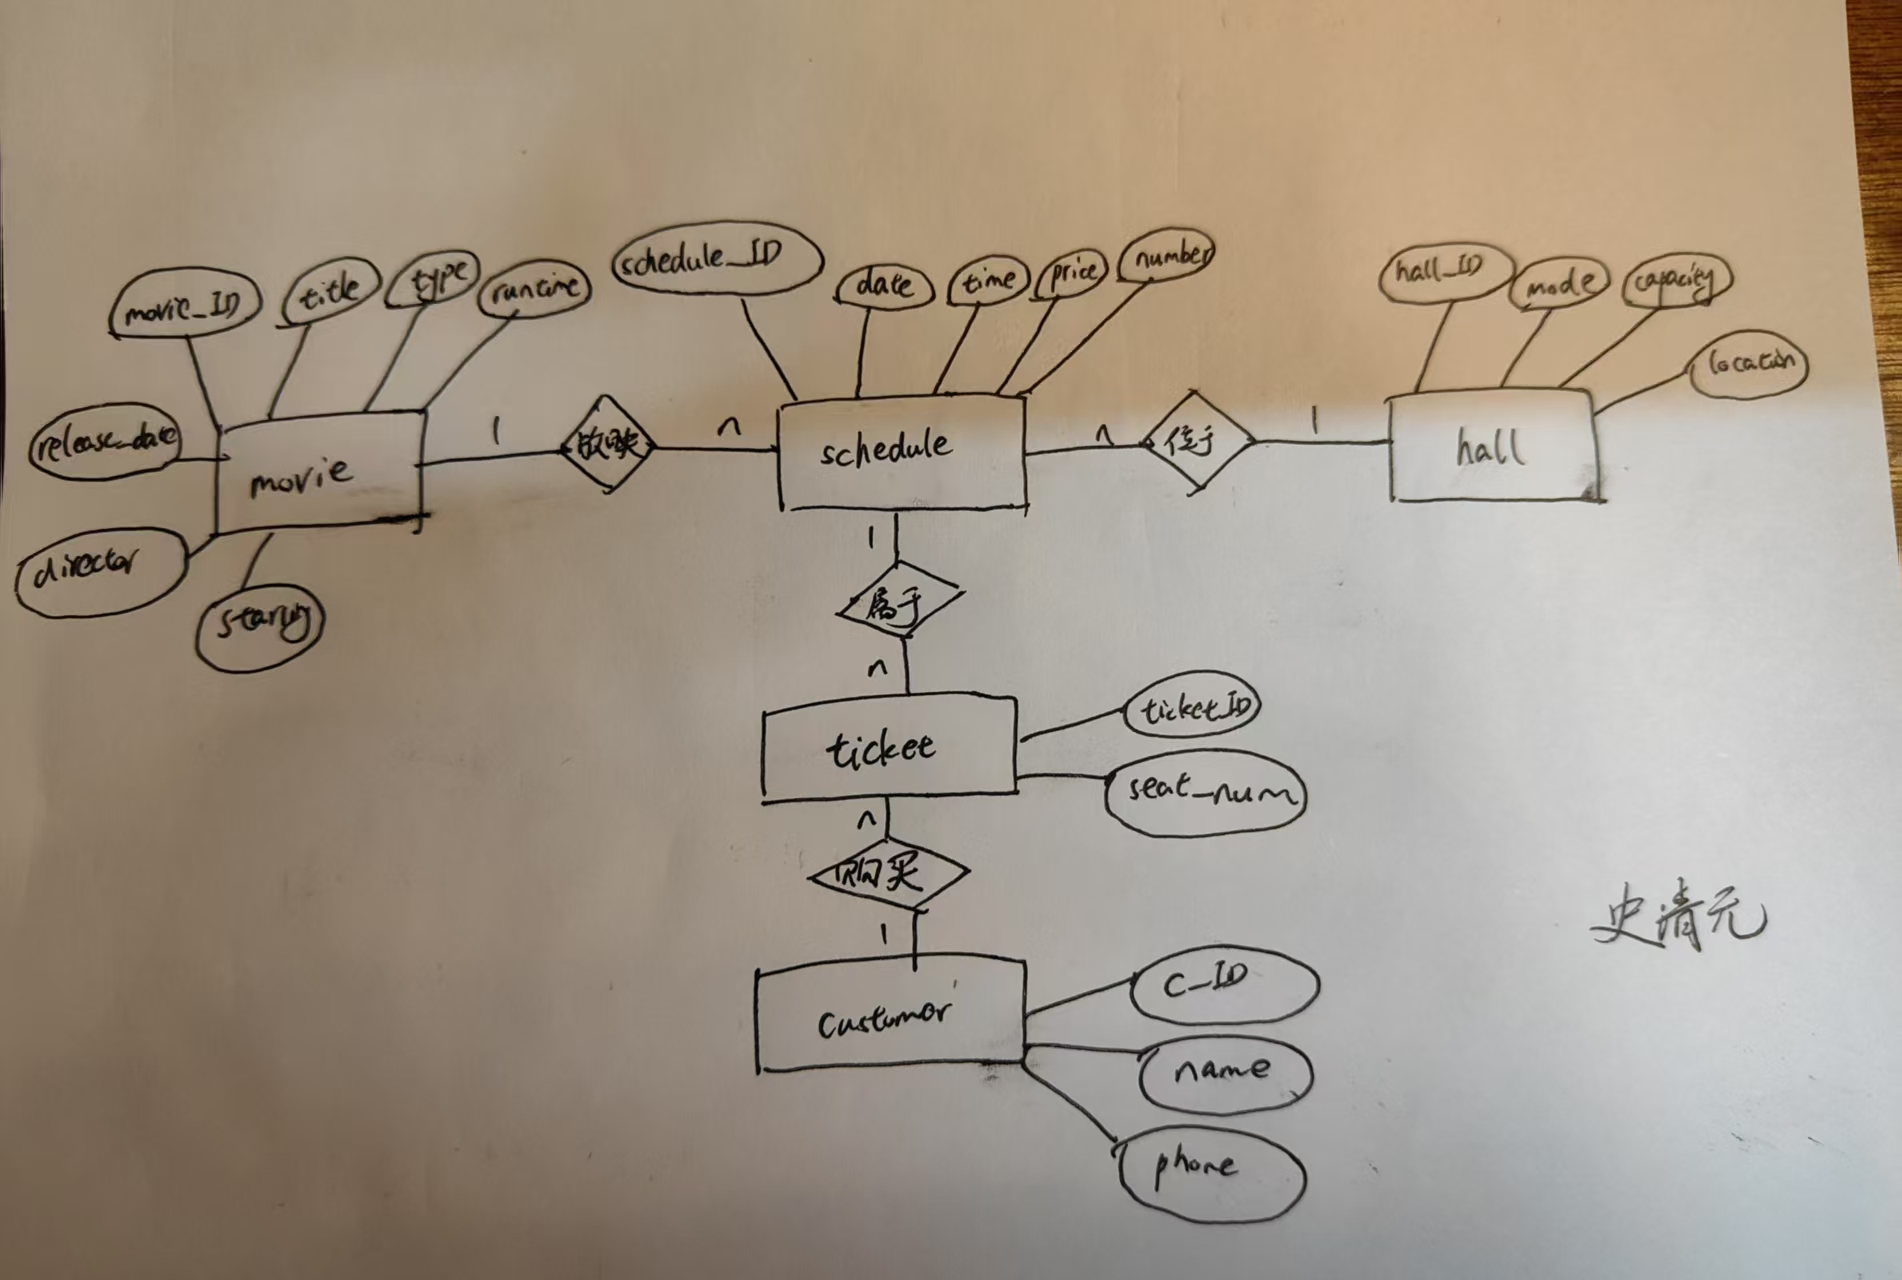 movie_ID
title
type
runtime
schedule_ID
date
time
price
number
hall_ID
mode
capacity
location
release_date
movie
1
放映
n
schedule
n
位于
1
hall
director
1
属于
n
ticket
ticket_ID
seat_num
n
购买
1
customer
C_ID
name
phone
史清元